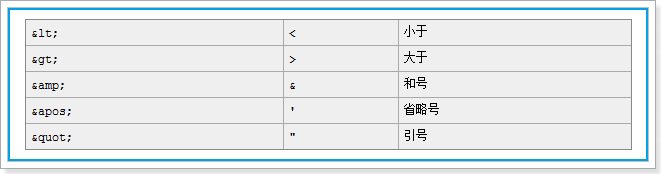 &lt; < 小于
&gt; > 大于
&amp; & 和号
&apos; ' 省略号
&quot; " 引号